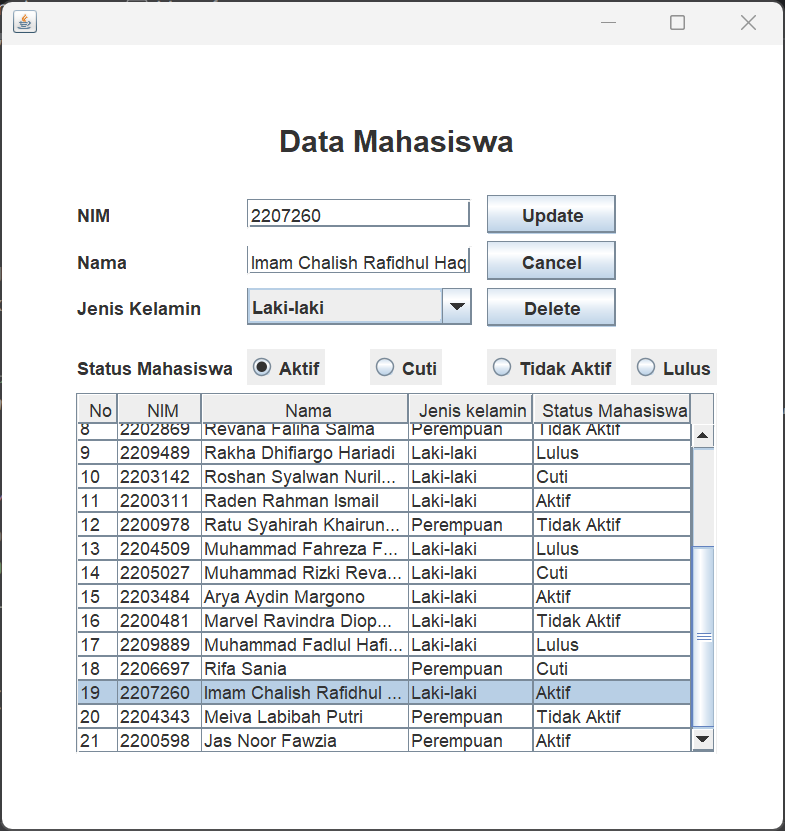 Data Mahasiswa
NIM 2207260 Update
Nama Imam Chalish Rafidhul Haq Cancel
Jenis Kelamin Laki-laki Delete
Status Mahasiswa Aktif Cuti Tidak Aktif Lulus
No NIM Nama Jenis kelamin Status Mahasiswa
8 2202869 Revana Faliha Salma Perempuan Tidak Aktif
9 2209489 Rakha Dhifiargo Hariadi Laki-laki Lulus
10 2203142 Roshan Syalwan Nuril... Laki-laki Cuti
11 2200311 Raden Rahman Ismail Laki-laki Aktif
12 2200978 Ratu Syahirah Khairun... Perempuan Tidak Aktif
13 2204509 Muhammad Fahreza F... Laki-laki Lulus
14 2205027 Muhammad Rizki Reva... Laki-laki Cuti
15 2203484 Arya Aydin Margono Laki-laki Aktif
16 2200481 Marvel Ravindra Diop... Laki-laki Tidak Aktif
17 2209889 Muhammad Fadlul Hafi... Laki-laki Lulus
18 2206697 Rifa Sania Perempuan Cuti
19 2207260 Imam Chalish Rafidhul ... Laki-laki Aktif
20 2204343 Meiva Labibah Putri Perempuan Tidak Aktif
21 2200598 Jas Noor Fawzia Perempuan Aktif